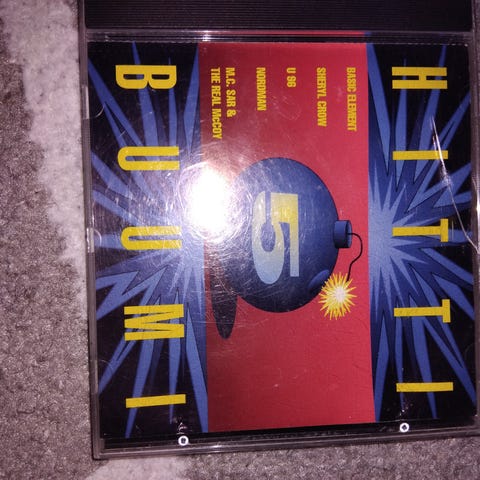 HITTI
BASIC ELEMENT
SHERYL CROW
U 96
NORDMAN
M.C. SAR &
THE REAL McCOY
5
BUUMI